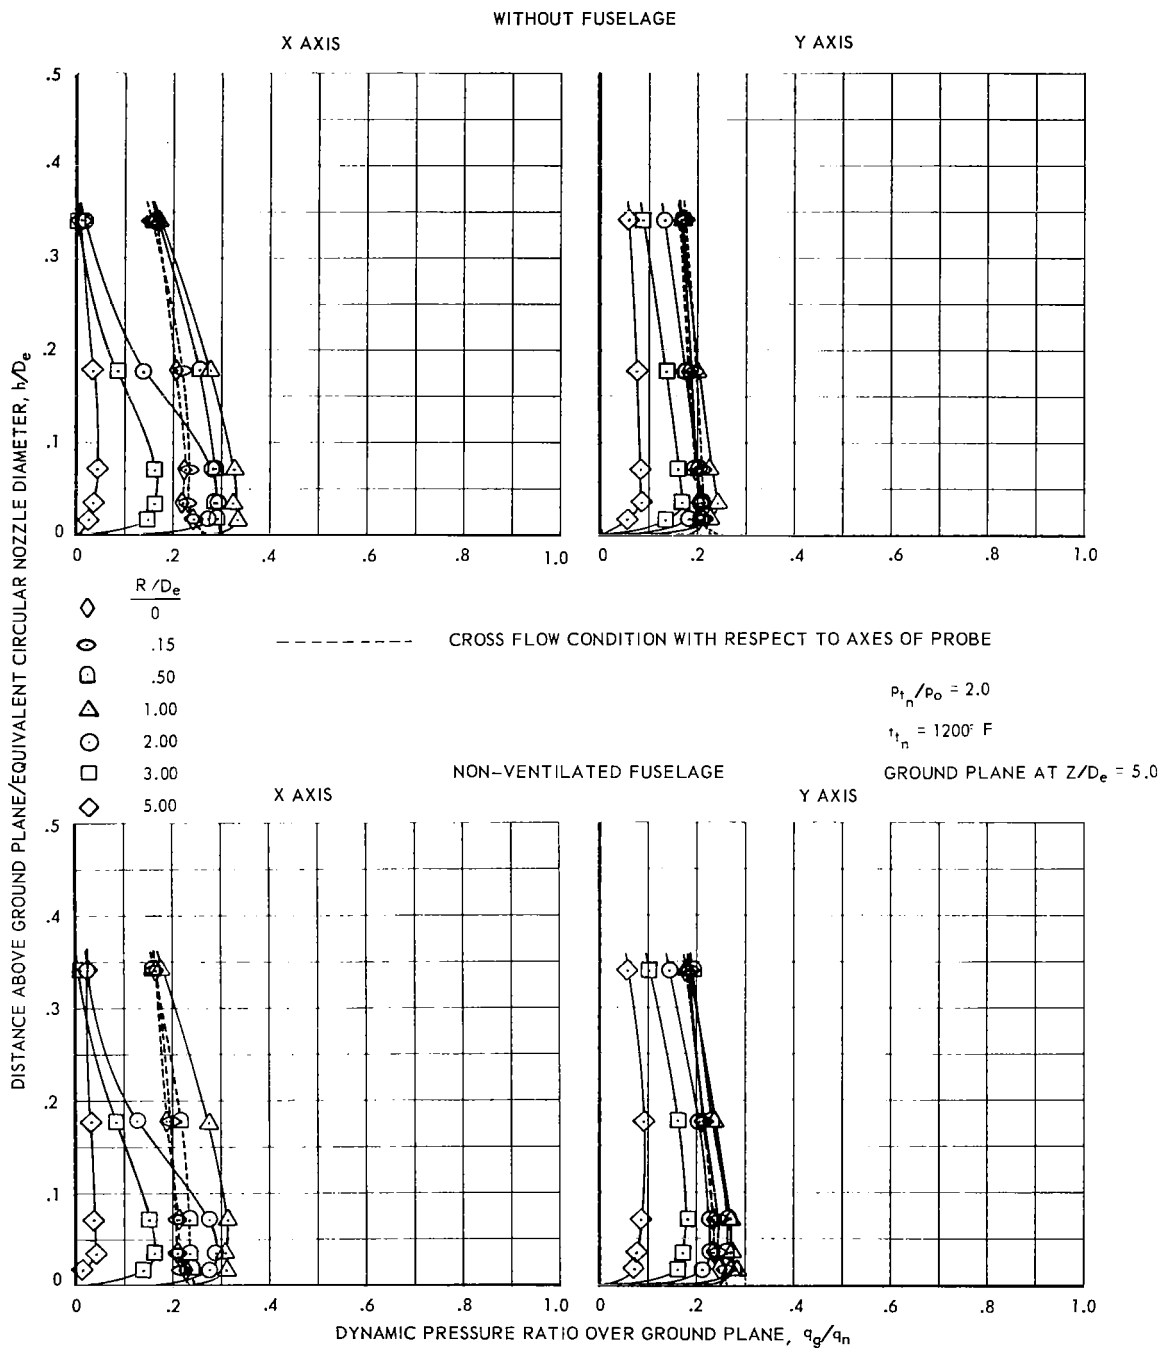 WITHOUT FUSELAGE
X AXIS
Y AXIS
.5
.4
.3
.2
.1
0
0 .2 .4 .6 .8 1.0
0 .2 .4 .6 .8 1.0
DISTANCE ABOVE GROUND PLANE/EQUIVALENT CIRCULAR NOZZLE DIAMETER, h/Dₑ
R/Dₑ
0
.15
.50
1.00
2.00
3.00
5.00
CROSS FLOW CONDITION WITH RESPECT TO AXES OF PROBE
p_tₙ/pₒ = 2.0
t_tₙ = 1200° F
GROUND PLANE AT Z/Dₑ = 5.0
NON-VENTILATED FUSELAGE
X AXIS
Y AXIS
.5
.4
.3
.2
.1
0
0 .2 .4 .6 .8 1.0
0 .2 .4 .6 .8 1.0
DYNAMIC PRESSURE RATIO OVER GROUND PLANE, q_g/qₙ